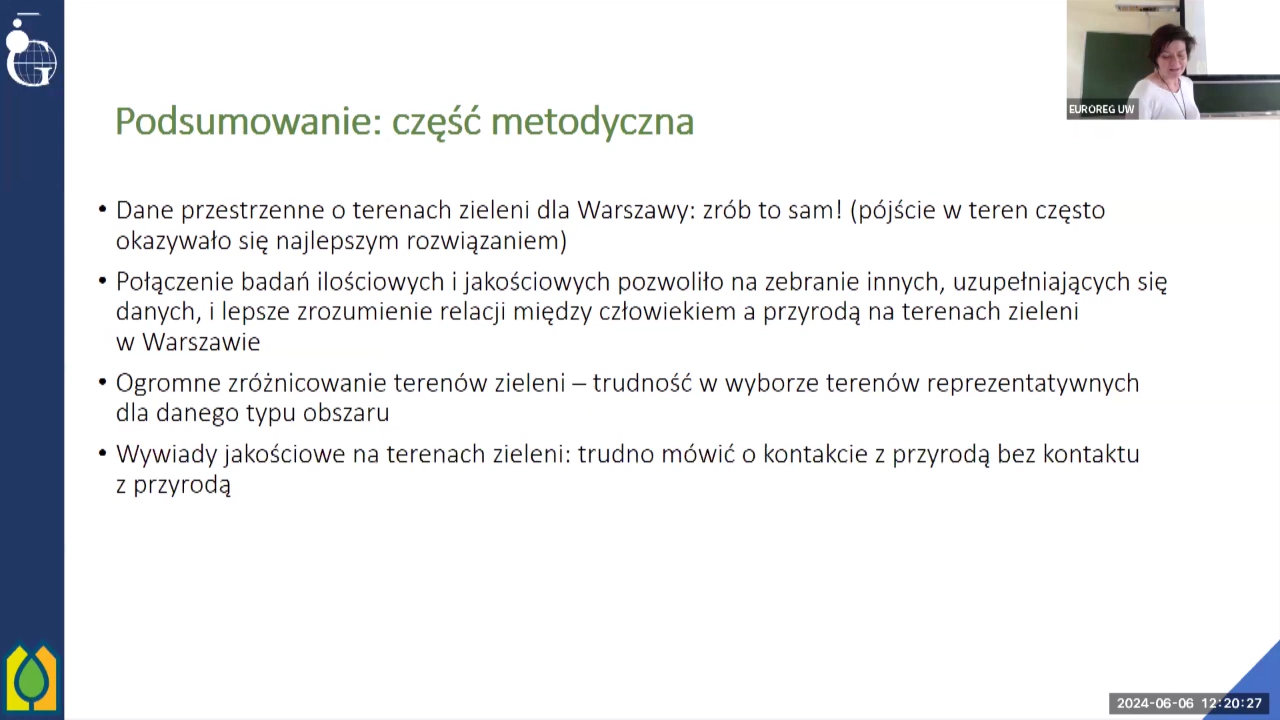 EUROREG UW
Podsumowanie: część metodyczna
• Dane przestrzenne o terenach zieleni dla Warszawy: zrób to sam! (pójście w teren często
okazywało się najlepszym rozwiązaniem)
• Połączenie badań ilościowych i jakościowych pozwoliło na zebranie innych, uzupełniających się
danych, i lepsze zrozumienie relacji między człowiekiem a przyrodą na terenach zieleni
w Warszawie
• Ogromne zróżnicowanie terenów zieleni – trudność w wyborze terenów reprezentatywnych
dla danego typu obszaru
• Wywiady jakościowe na terenach zieleni: trudno mówić o kontakcie z przyrodą bez kontaktu
z przyrodą
2024-06-06 12:20:27